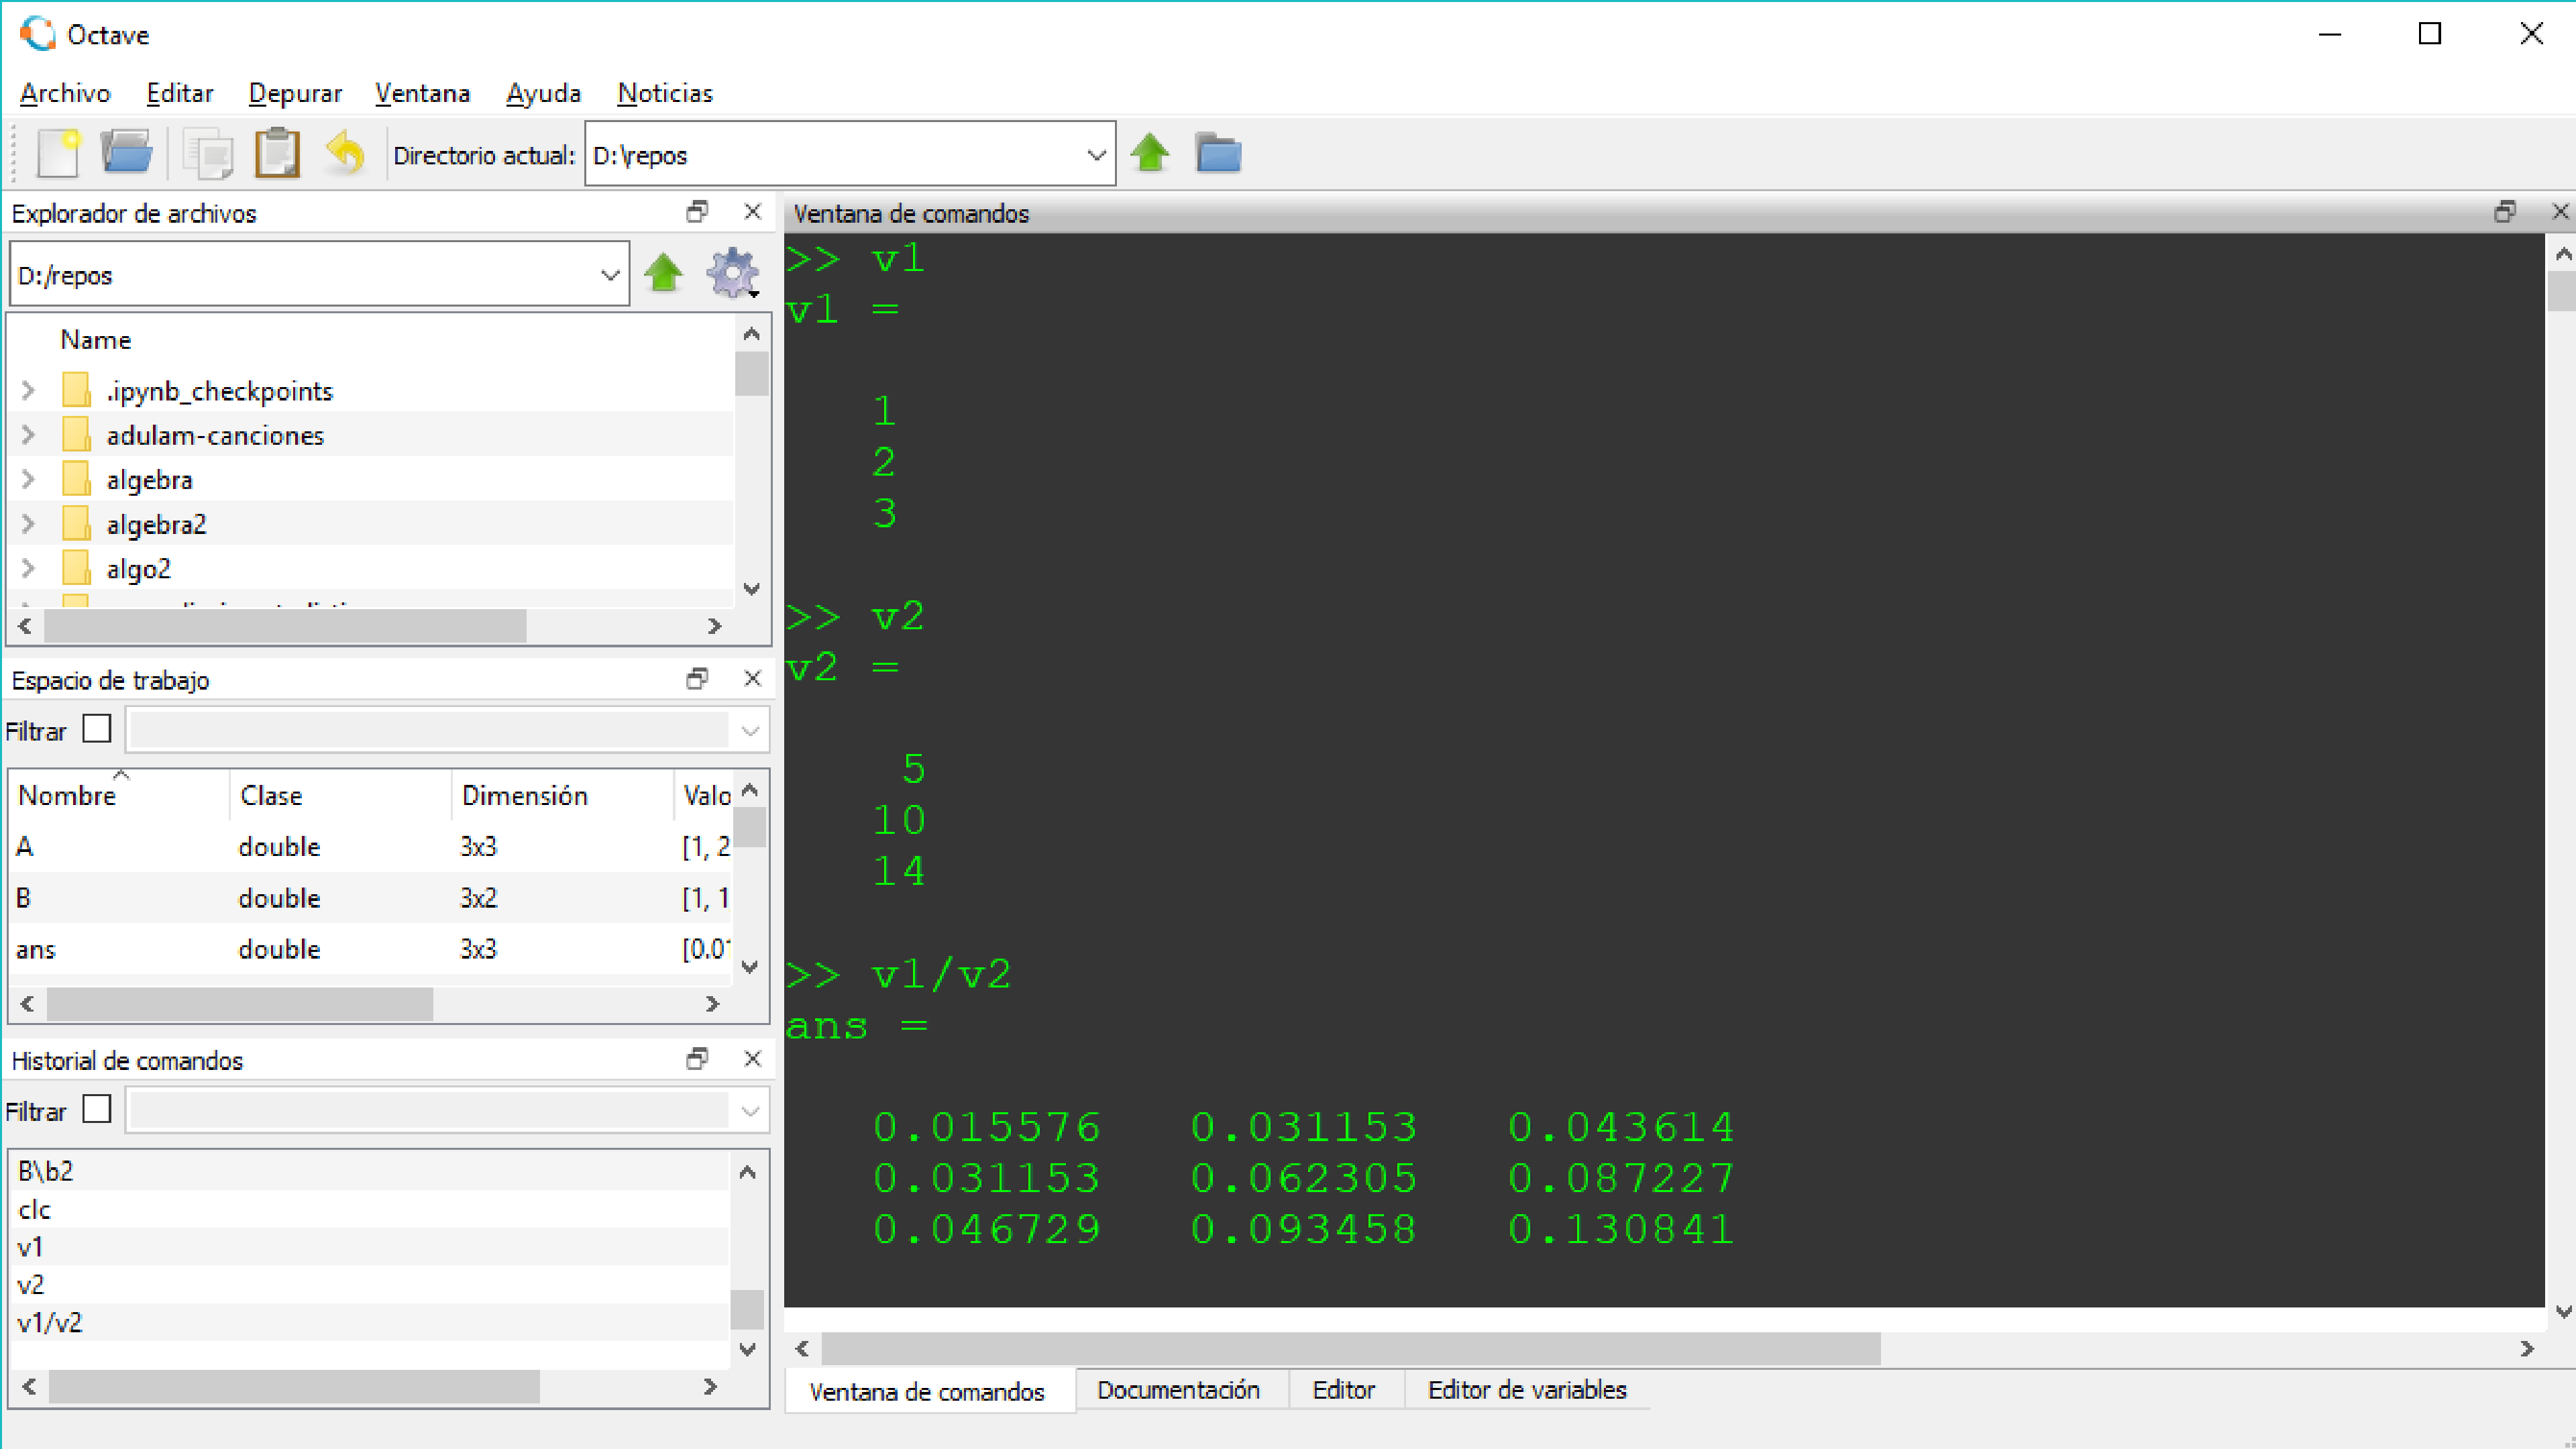 Octave
Archivo Editar Depurar Ventana Ayuda Noticias
Directorio actual: D:\repos
Explorador de archivos
D:/repos
Name
.ipynb_checkpoints
adulam-canciones
algebra
algebra2
algo2
Espacio de trabajo
Filtrar
Nombre Clase Dimensión Valo
A double 3x3 [1, 2
B double 3x2 [1, 1
ans double 3x3 [0.01
Historial de comandos
Filtrar
B\b2
clc
v1
v2
v1/v2
Ventana de comandos
>> v1
v1 =
1
2
3
>> v2
v2 =
5
10
14
>> v1/v2
ans =
0.015576 0.031153 0.043614
0.031153 0.062305 0.087227
0.046729 0.093458 0.130841
Ventana de comandos Documentación Editor Editor de variables